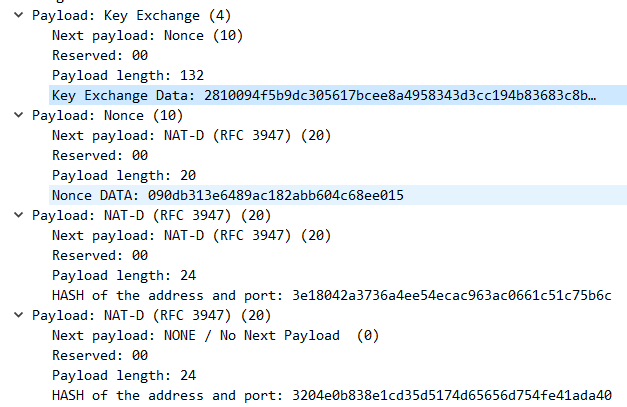 Payload: Key Exchange (4)
Next payload: Nonce (10)
Reserved: 00
Payload length: 132
Key Exchange Data: 2810094f5b9dc305617bcee8a4958343d3cc194b83683c8b…
Payload: Nonce (10)
Next payload: NAT-D (RFC 3947) (20)
Reserved: 00
Payload length: 20
Nonce DATA: 090db313e6489ac182abb604c68ee015
Payload: NAT-D (RFC 3947) (20)
Next payload: NAT-D (RFC 3947) (20)
Reserved: 00
Payload length: 24
HASH of the address and port: 3e18042a3736a4ee54ecac963ac0661c51c75b6c
Payload: NAT-D (RFC 3947) (20)
Next payload: NONE / No Next Payload  (0)
Reserved: 00
Payload length: 24
HASH of the address and port: 3204e0b838e1cd35d5174d65656d754fe41ada40